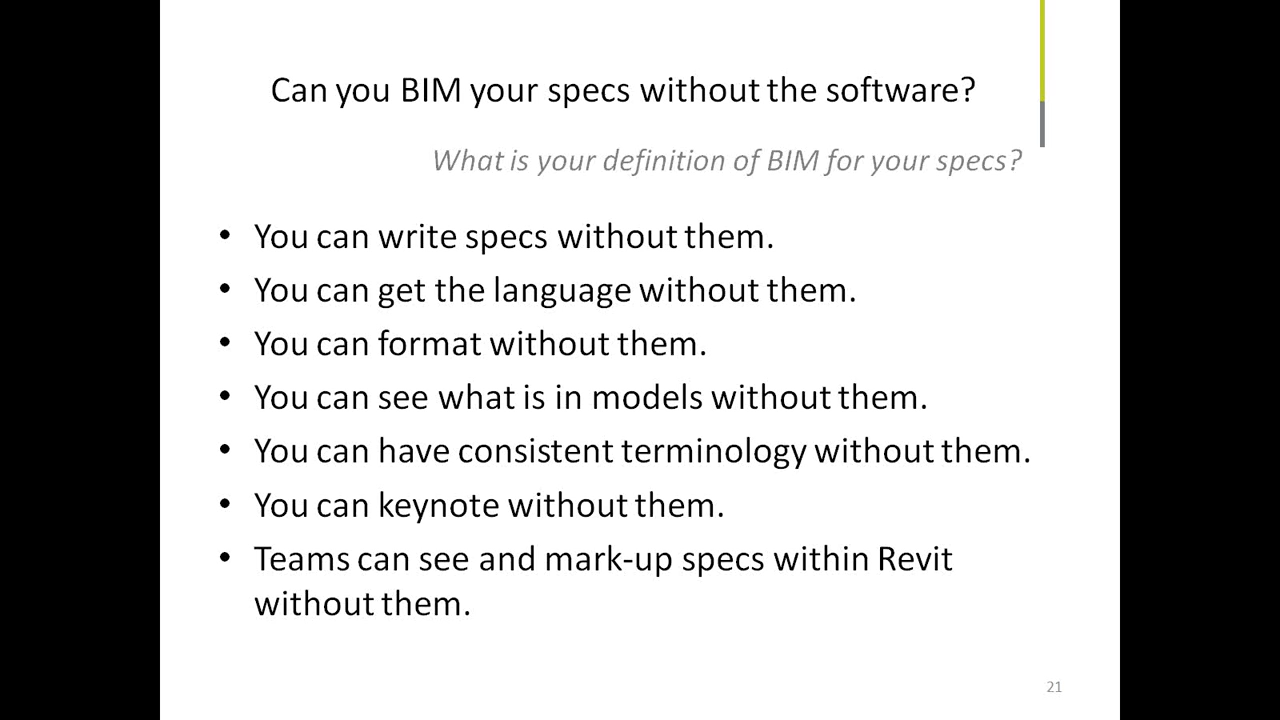 Can you BIM your specs without the software?
What is your definition of BIM for your specs?
• You can write specs without them.
• You can get the language without them.
• You can format without them.
• You can see what is in models without them.
• You can have consistent terminology without them.
• You can keynote without them.
• Teams can see and mark-up specs within Revit
without them.
21